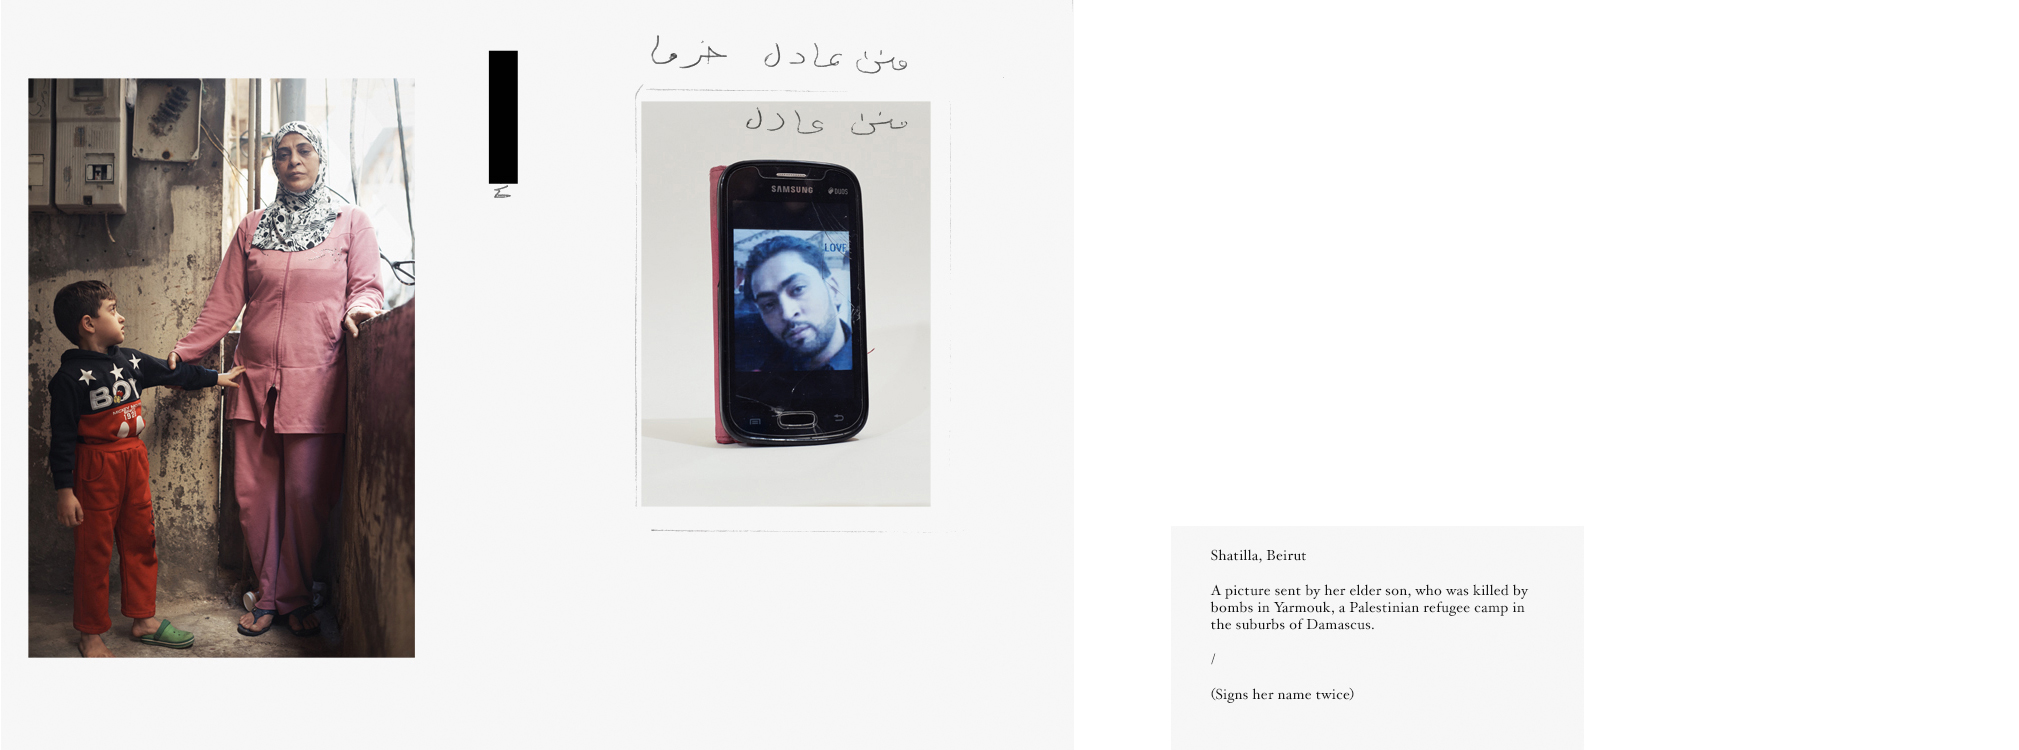 منى عادل خرما
منى عادل
SAMSUNG
DUOS
LOVE
BOY
Shatilla, Beirut
A picture sent by her elder son, who was killed by
bombs in Yarmouk, a Palestinian refugee camp in
the suburbs of Damascus.
/
(Signs her name twice)